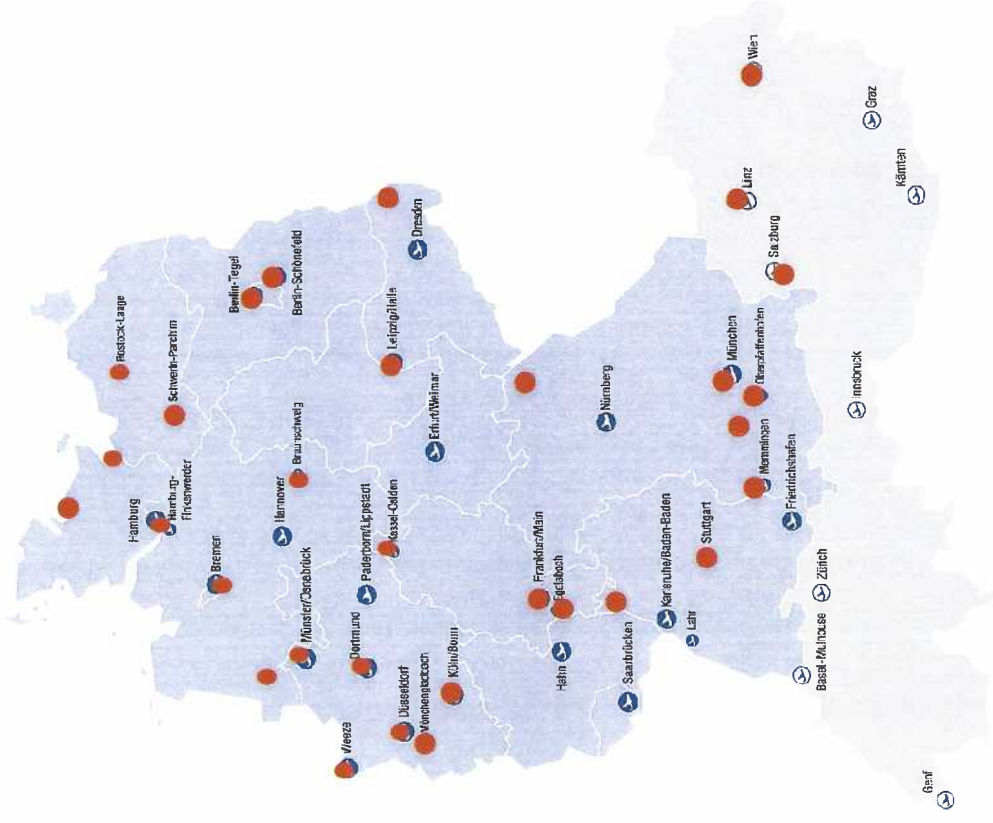 Rostock-Laage
Schwerin-Parchim
Hamburg
Hamburg-
Finkenwerder
Bremen
Berlin-Tegel
Berlin-Schönefeld
Hannover
Braunschweig
Münster/Osnabrück
Paderborn/Lippstadt
Kassel-Calden
Dortmund
Weeze
Düsseldorf
Mönchengladbach
Köln/Bonn
Leipzig/Halle
Dresden
Erfurt/Weimar
Frankfurt/Main
Egelsbach
Hahn
Saarbrücken
Nürnberg
Karlsruhe/Baden-Baden
Lahr
Stuttgart
München
Oberpfaffenhofen
Memmingen
Friedrichshafen
Basel-Mulhouse
Zürich
Genf
Innsbruck
Salzburg
Linz
Wien
Graz
Kärnten